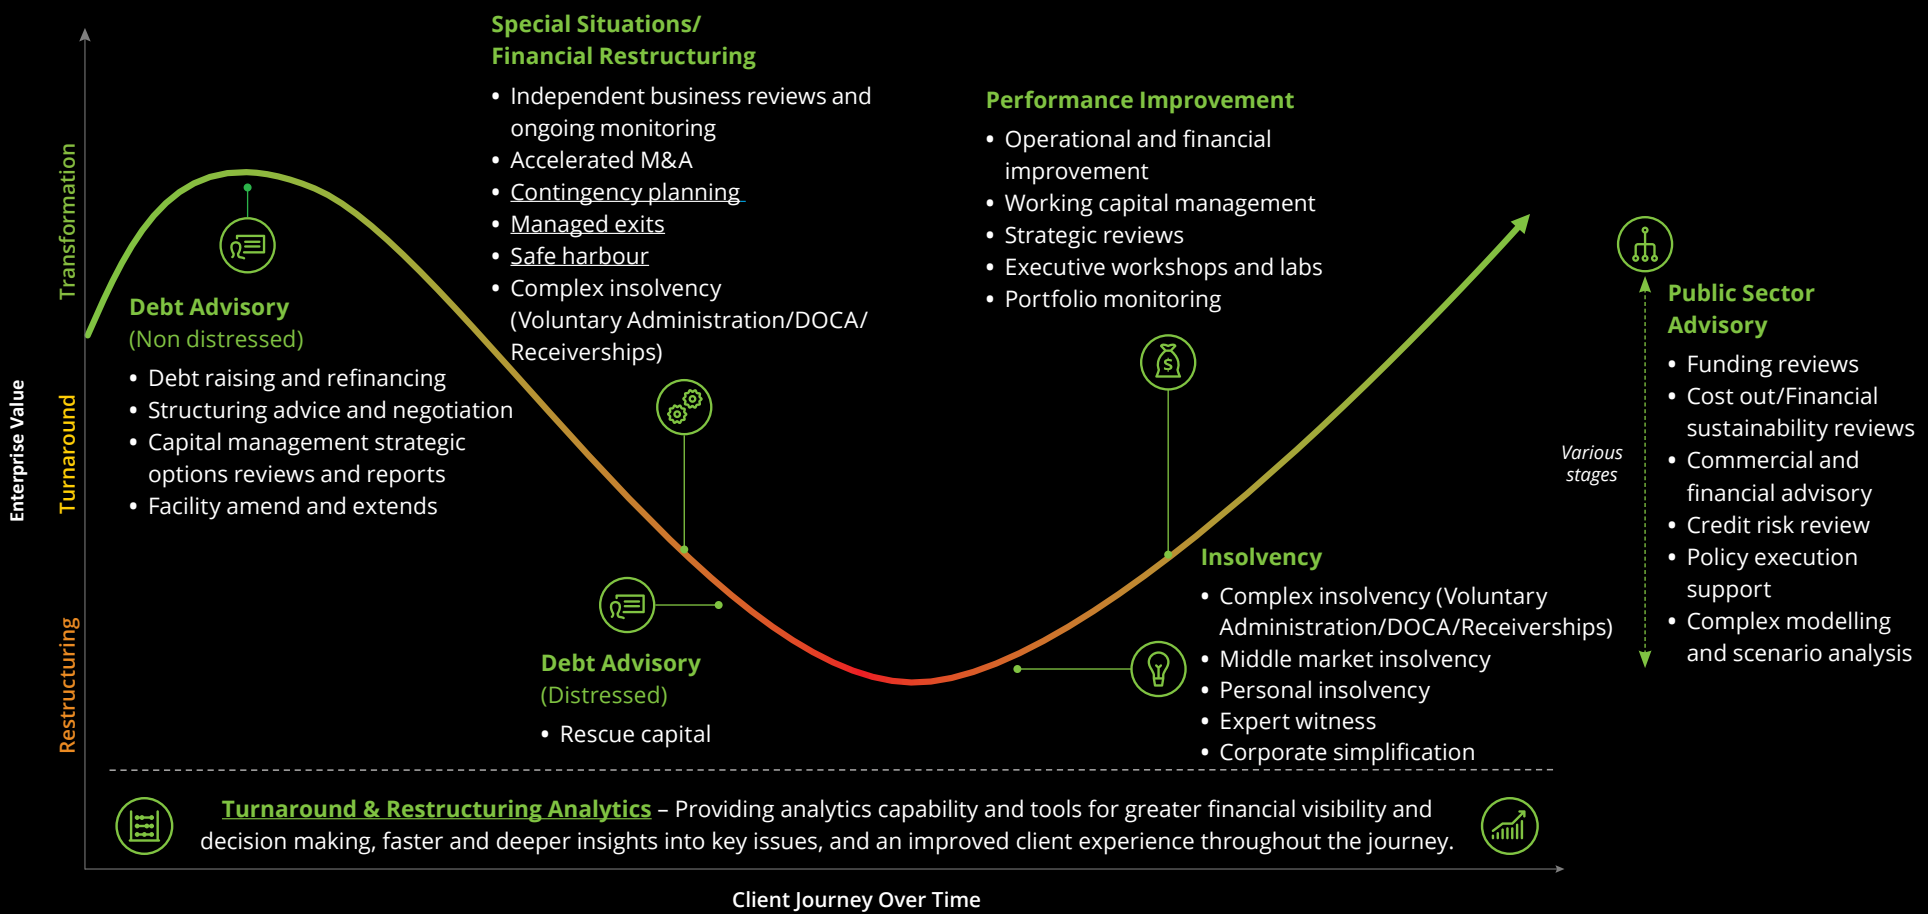 Special Situations/
Financial Restructuring
• Independent business reviews and
ongoing monitoring
• Accelerated M&A
• Contingency planning
• Managed exits
• Safe harbour
• Complex insolvency
(Voluntary Administration/DOCA/
Receiverships)
Performance Improvement
• Operational and financial
improvement
• Working capital management
• Strategic reviews
• Executive workshops and labs
• Portfolio monitoring
Enterprise Value
Transformation
Turnaround
Restructuring
Debt Advisory
(Non distressed)
• Debt raising and refinancing
• Structuring advice and negotiation
• Capital management strategic
options reviews and reports
• Facility amend and extends
Debt Advisory
(Distressed)
• Rescue capital
$
Insolvency
• Complex insolvency (Voluntary
Administration/DOCA/Receiverships)
• Middle market insolvency
• Personal insolvency
• Expert witness
• Corporate simplification
Various
stages
Public Sector
Advisory
• Funding reviews
• Cost out/Financial
sustainability reviews
• Commercial and
financial advisory
• Credit risk review
• Policy execution
support
• Complex modelling
and scenario analysis
Turnaround & Restructuring Analytics – Providing analytics capability and tools for greater financial visibility and
decision making, faster and deeper insights into key issues, and an improved client experience throughout the journey.
Client Journey Over Time